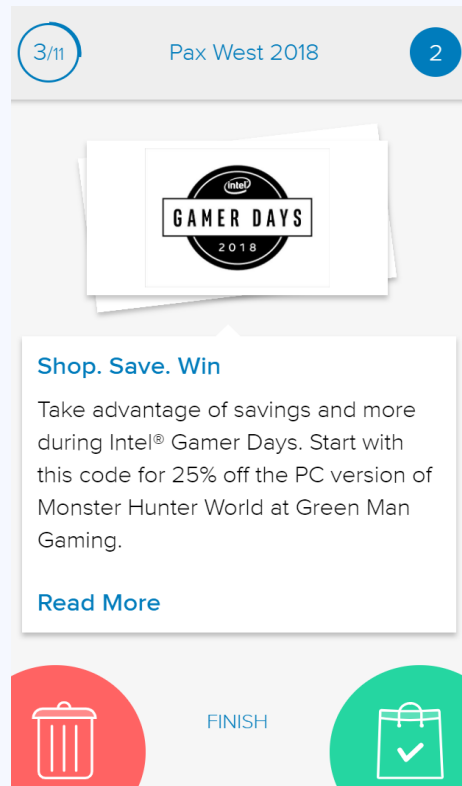 3/11
Pax West 2018
2
intel
GAMER DAYS
2018
Shop. Save. Win
Take advantage of savings and more
during Intel® Gamer Days. Start with
this code for 25% off the PC version of
Monster Hunter World at Green Man
Gaming.
Read More
FINISH